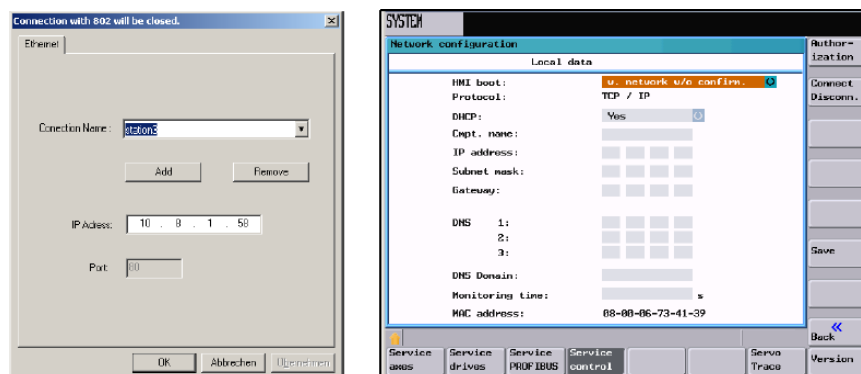 Connection with 802 will be closed.
Ethernet
Conection Name :
station3
Add
Remove
IP Adress:
10 . 8 . 1 . 58
Port:
80
OK
Abbrechen
Übernehmen
SYSTEM
Network configuration
Local data
HMI boot:
w. network w/o confirm.
Protocol:
TCP / IP
DHCP:
Yes
Cmpt. name:
IP address:
Subnet mask:
Gateway:
DNS 1:
2:
3:
DNS Domain:
Monitoring time:
s
MAC address:
08-00-06-73-41-39
Author-
ization
Connect
Disconn.
Save
«
Back
Service
axes
Service
drives
Service
PROFIBUS
Service
control
Servo
Trace
Version